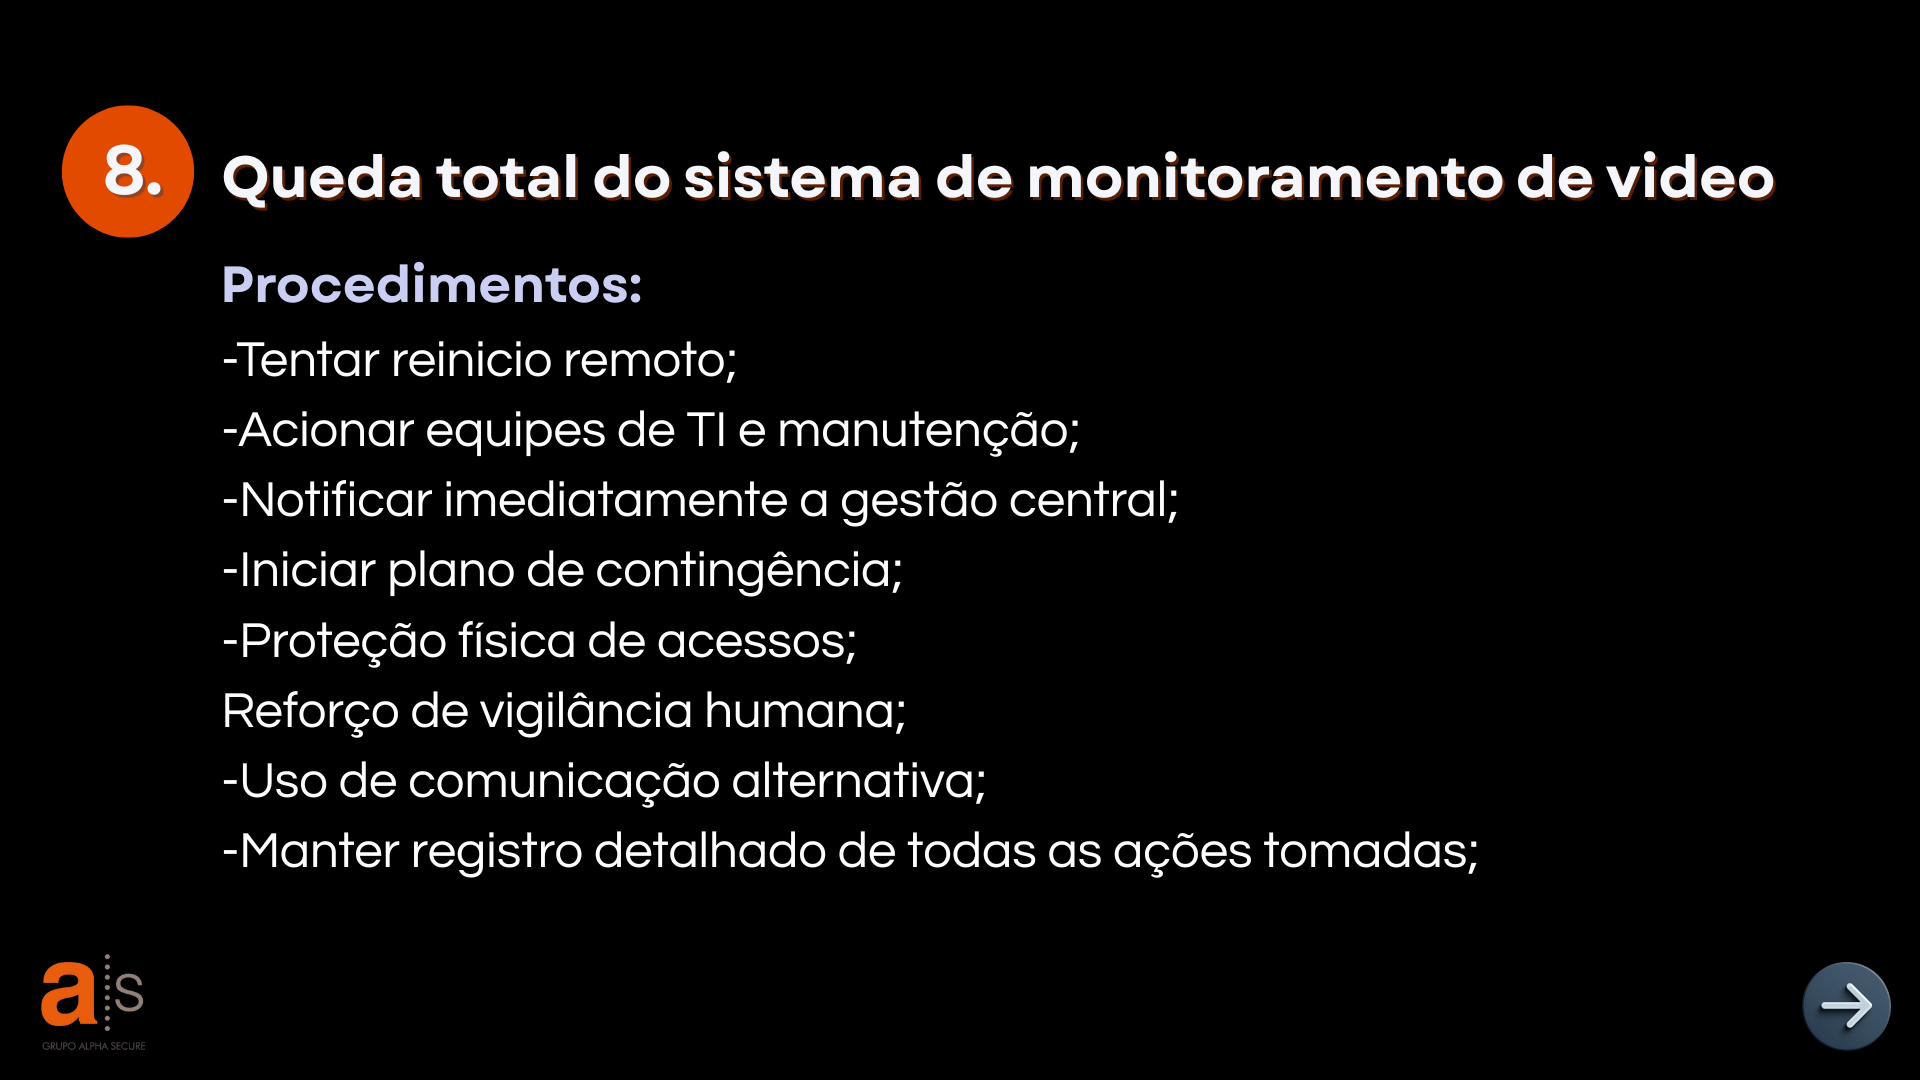 8.
Queda total do sistema de monitoramento de video
Procedimentos:
-Tentar reinicio remoto;
-Acionar equipes de TI e manutenção;
-Notificar imediatamente a gestão central;
-Iniciar plano de contingência;
-Proteção física de acessos;
Reforço de vigilância humana;
-Uso de comunicação alternativa;
-Manter registro detalhado de todas as ações tomadas;
a s
GRUPO ALPHA SECURE